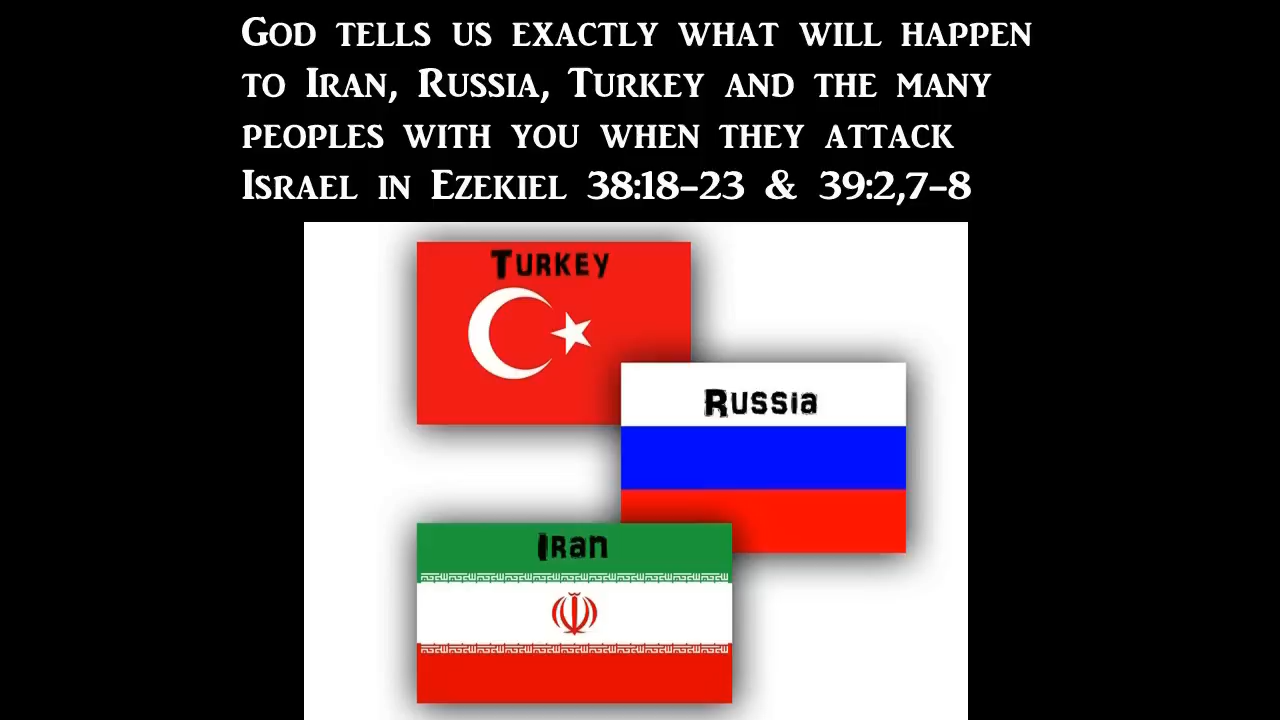 God tells us exactly what will happen
to Iran, Russia, Turkey and the many
peoples with you when they attack
Israel in Ezekiel 38:18-23 & 39:2,7-8
Turkey
Russia
Iran